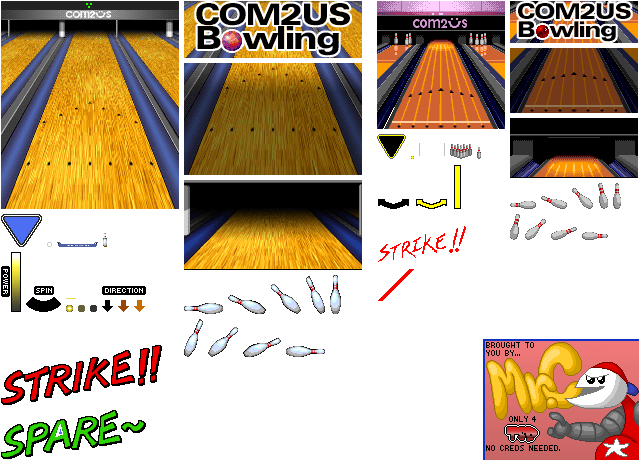 COM2US
COM2US
Bowling
COM2US
COM2US
Bowling
POWER
SPIN
DIRECTION
STRIKE!!
SPARE~
STRIKE!!
BROUGHT TO
YOU BY...
Mr. C
ONLY 4
NO CREDS NEEDED.